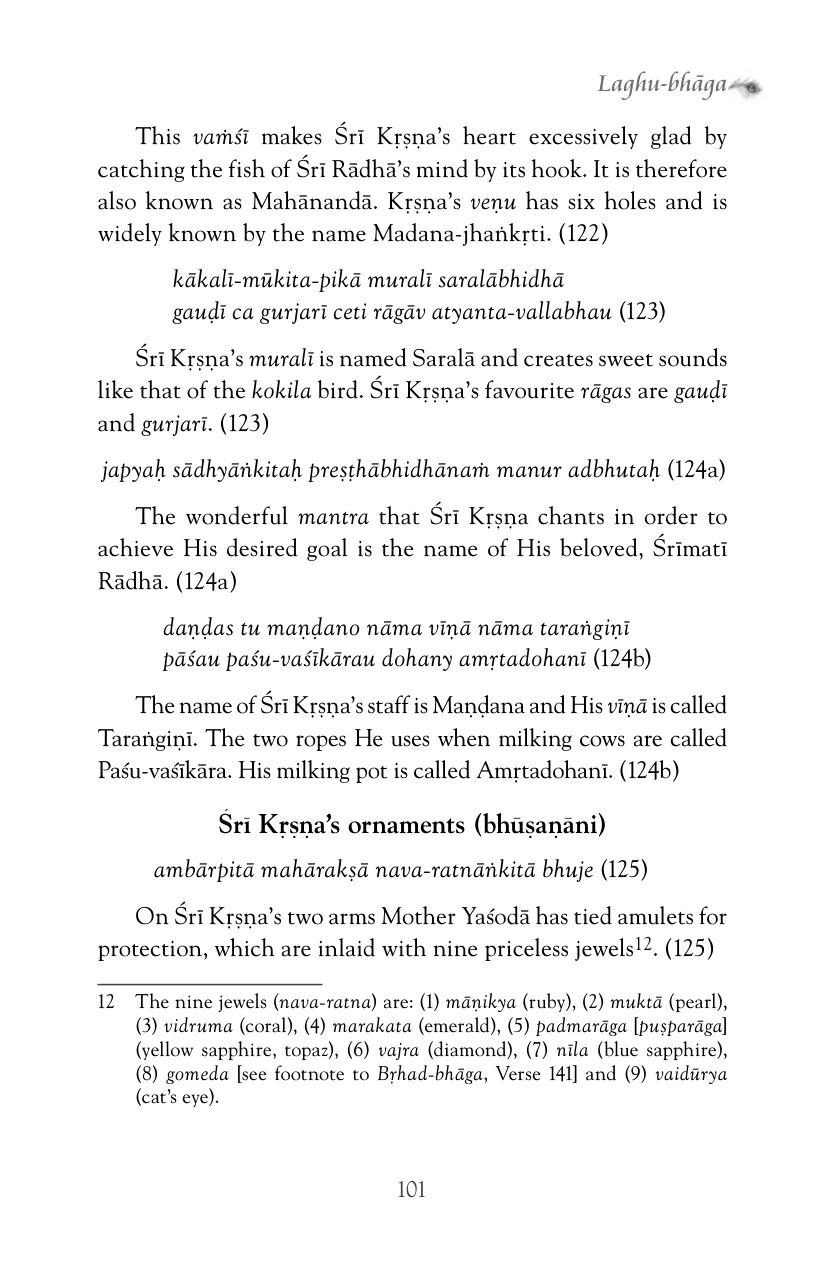 Laghu-bhāga
This vaṁśī makes Śrī Kṛṣṇa’s heart excessively glad by
catching the fish of Śrī Rādhā’s mind by its hook. It is therefore
also known as Mahānandā. Kṛṣṇa’s veṇu has six holes and is
widely known by the name Madana-jhaṅkṛti. (122)
kākalī-mūkita-pikā muralī saralābhidhā
gauḍī ca gurjarī ceti rāgāv atyanta-vallabhau (123)
Śrī Kṛṣṇa’s muralī is named Saralā and creates sweet sounds
like that of the kokila bird. Śrī Kṛṣṇa’s favourite rāgas are gauḍī
and gurjarī. (123)
japyaḥ sādhyāṅkitaḥ preṣṭhābhidhānaṁ manur adbhutaḥ (124a)
The wonderful mantra that Śrī Kṛṣṇa chants in order to
achieve His desired goal is the name of His beloved, Śrīmatī
Rādhā. (124a)
daṇḍas tu maṇḍano nāma vīṇā nāma taraṅgiṇī
pāśau paśu-vaśīkārau dohany amṛtadohanī (124b)
The name of Śrī Kṛṣṇa’s staff is Maṇḍana and His vīṇā is called
Taraṅgiṇī. The two ropes He uses when milking cows are called
Paśu-vaśīkāra. His milking pot is called Amṛtadohanī. (124b)
Śrī Kṛṣṇa’s ornaments (bhūṣaṇāni)
ambārpitā mahārakṣā nava-ratnāṅkitā bhuje (125)
On Śrī Kṛṣṇa’s two arms Mother Yaśodā has tied amulets for
protection, which are inlaid with nine priceless jewels12. (125)
12 The nine jewels (nava-ratna) are: (1) māṇikya (ruby), (2) muktā (pearl),
(3) vidruma (coral), (4) marakata (emerald), (5) padmarāga [puṣparāga]
(yellow sapphire, topaz), (6) vajra (diamond), (7) nīla (blue sapphire),
(8) gomeda [see footnote to Bṛhad-bhāga, Verse 141] and (9) vaidūrya
(cat’s eye).
101